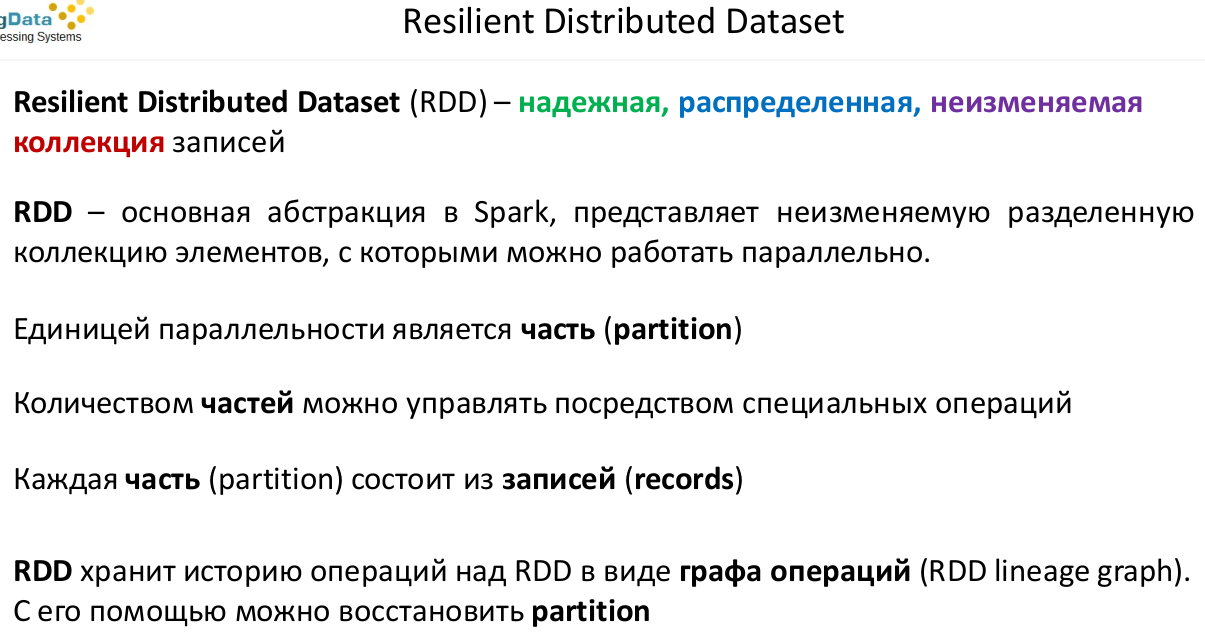 gData
essing Systems
Resilient Distributed Dataset
Resilient Distributed Dataset (RDD) – надежная, распределенная, неизменяемая
коллекция записей
RDD – основная абстракция в Spark, представляет неизменяемую разделенную
коллекцию элементов, с которыми можно работать параллельно.
Единицей параллельности является часть (partition)
Количеством частей можно управлять посредством специальных операций
Каждая часть (partition) состоит из записей (records)
RDD хранит историю операций над RDD в виде графа операций (RDD lineage graph).
С его помощью можно восстановить partition